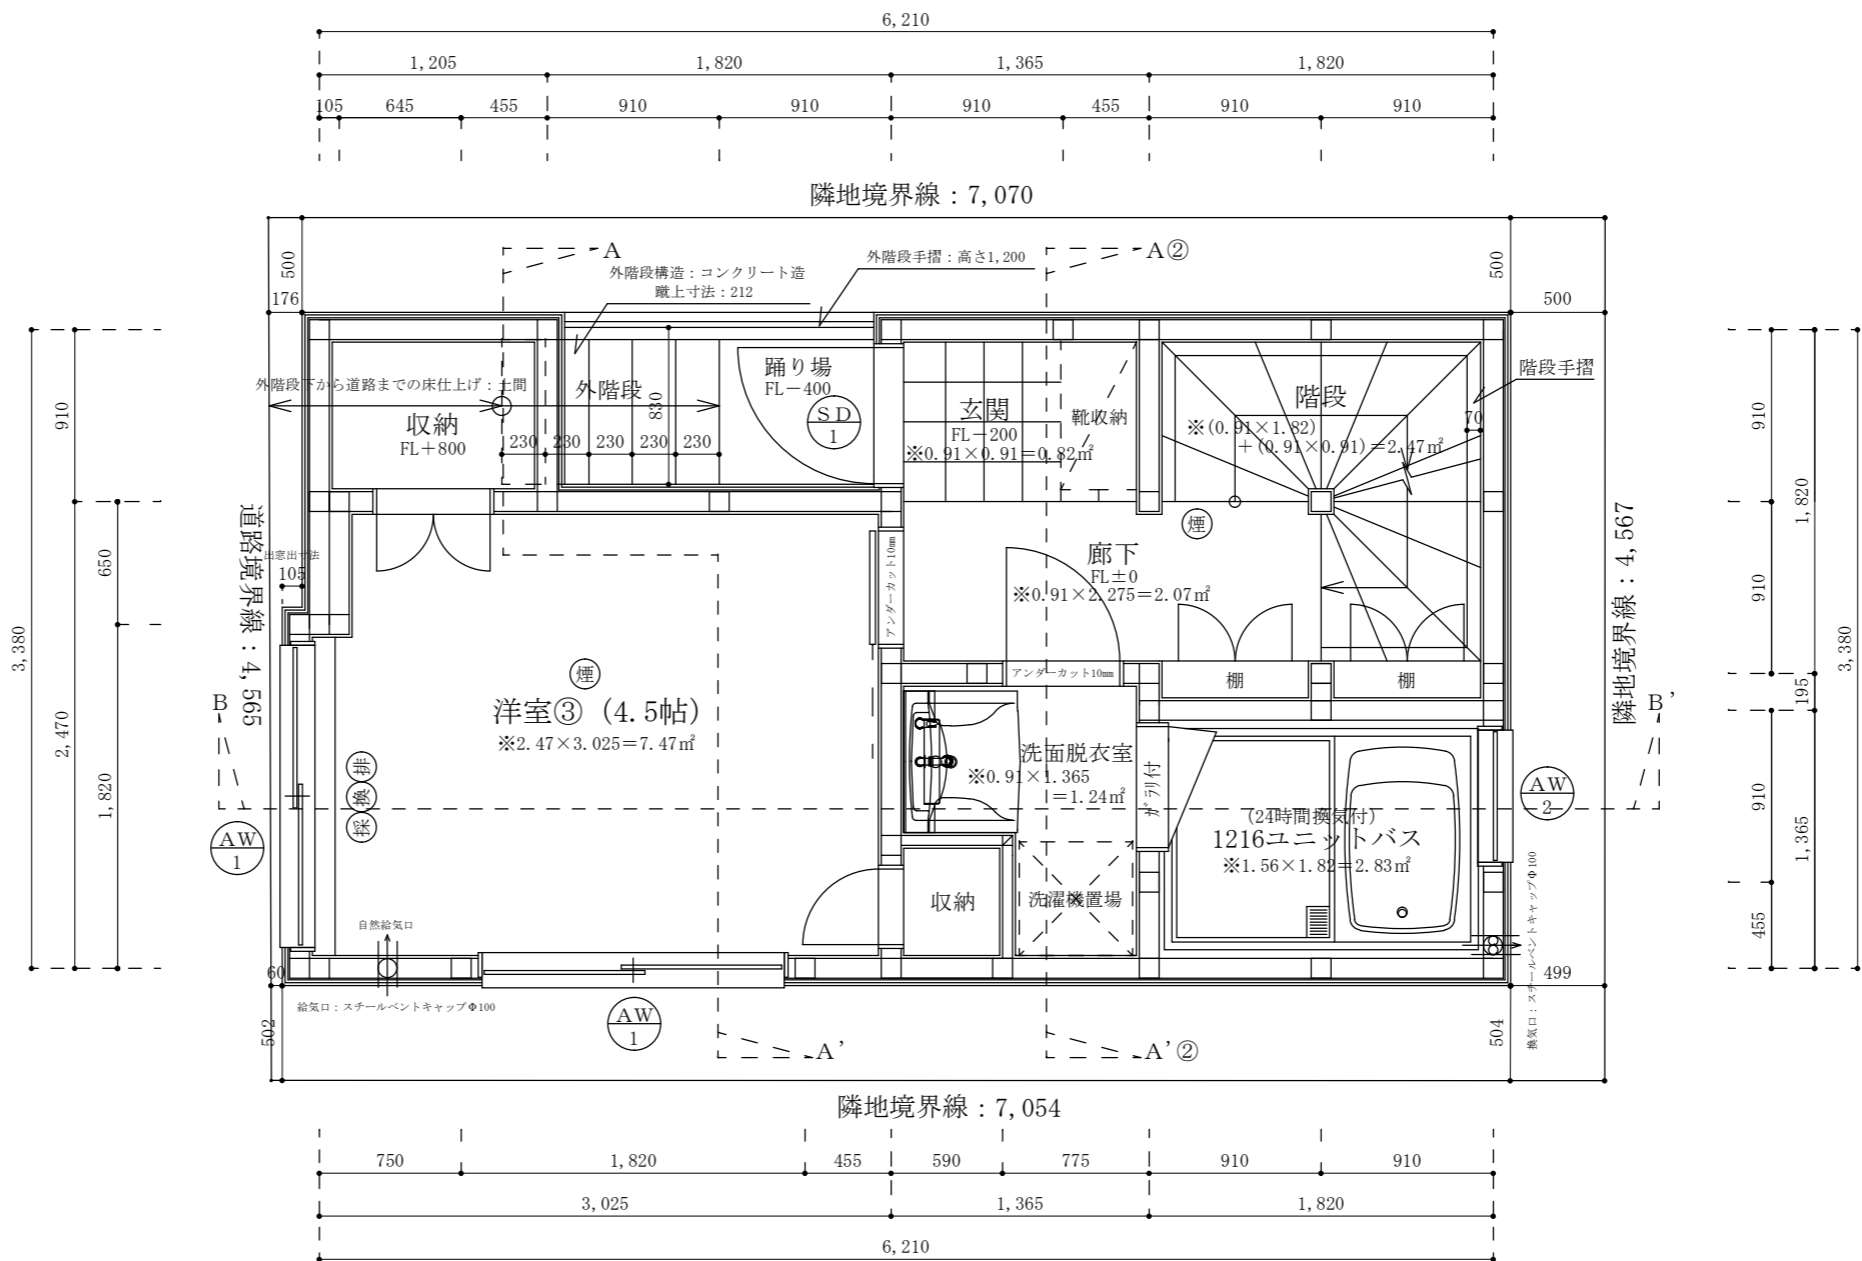 6,210
1,205 1,820 1,365 1,820
105 645 455 910 910 910 455 910 910
隣地境界線：7,070
500
176
A
外階段構造：コンクリート造
蹴上寸法：212
外階段手摺：高さ1,200
A②
500
500
外階段下から道路までの床仕上げ：土間
収納
FL＋800
外階段
830
230 230 230 230 230
踊り場
FL－400
SD
1
玄関
FL－200
※0.91×0.91＝0.82㎡
靴収納
階段
※(0.91×1.82)
＋(0.91×0.91)＝2.47㎡
70
階段手摺
910
2,470
3,380
650
1,820
道路境界線：4,565
出窓出寸法
105
アンダーカット10㎜
煙
廊下
FL±0
※0.91×2.275＝2.07㎡
アンダーカット10㎜
棚
棚
隣地境界線：4,567
910
910
1,820
195
910
1,365
455
3,380
煙
洋室③（4.5帖）
※2.47×3.025＝7.47㎡
排
換
採
B
AW
1
洗面脱衣室
※0.91×1.365
＝1.24㎡
ｶﾞﾗﾘ付
(24時間換気付)
1216ユニットバス
※1.56×1.82＝2.83㎡
AW
2
B'
収納
洗濯機置場
自然給気口
60
給気口：スチールベントキャップΦ100
502
AW
1
A'
A'②
499
504
換気口：スチールベントキャップΦ100
隣地境界線：7,054
750 1,820 455 590 775 910 910
3,025 1,365 1,820
6,210